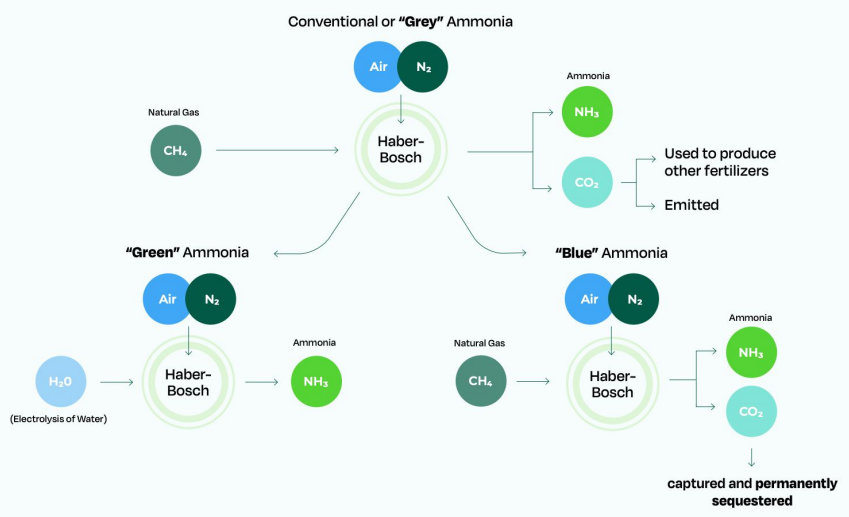 Conventional or “Grey” Ammonia
Air
N₂
Natural Gas
CH₄
Haber-
Bosch
Ammonia
NH₃
CO₂
Used to produce
other fertilizers
Emitted
“Green” Ammonia
Air
N₂
H₂0
(Electrolysis of Water)
Haber-
Bosch
Ammonia
NH₃
“Blue” Ammonia
Air
N₂
Natural Gas
CH₄
Haber-
Bosch
Ammonia
NH₃
CO₂
captured and permanently
sequestered